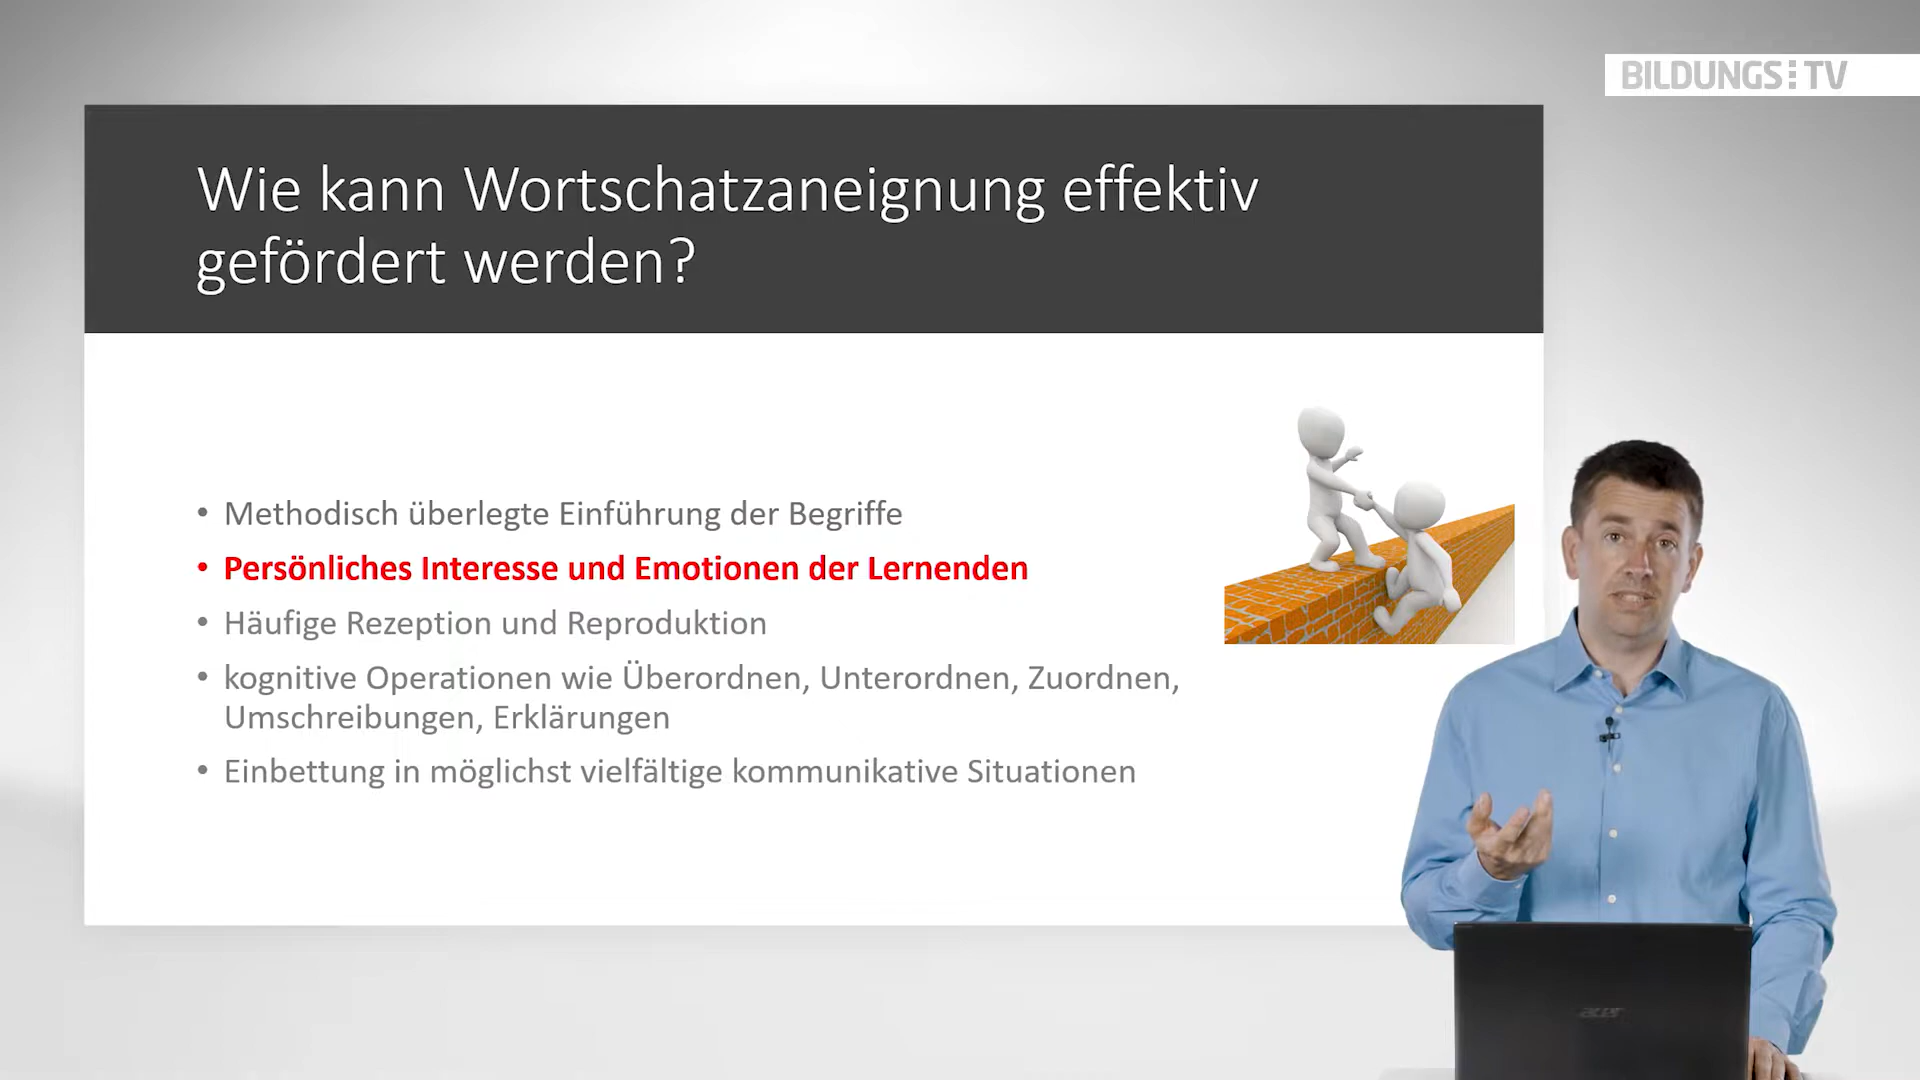 BILDUNGS:TV
Wie kann Wortschatzaneignung effektiv
gefördert werden?
• Methodisch überlegte Einführung der Begriffe
• Persönliches Interesse und Emotionen der Lernenden
• Häufige Rezeption und Reproduktion
• kognitive Operationen wie Überordnen, Unterordnen, Zuordnen,
Umschreibungen, Erklärungen
• Einbettung in möglichst vielfältige kommunikative Situationen
acer